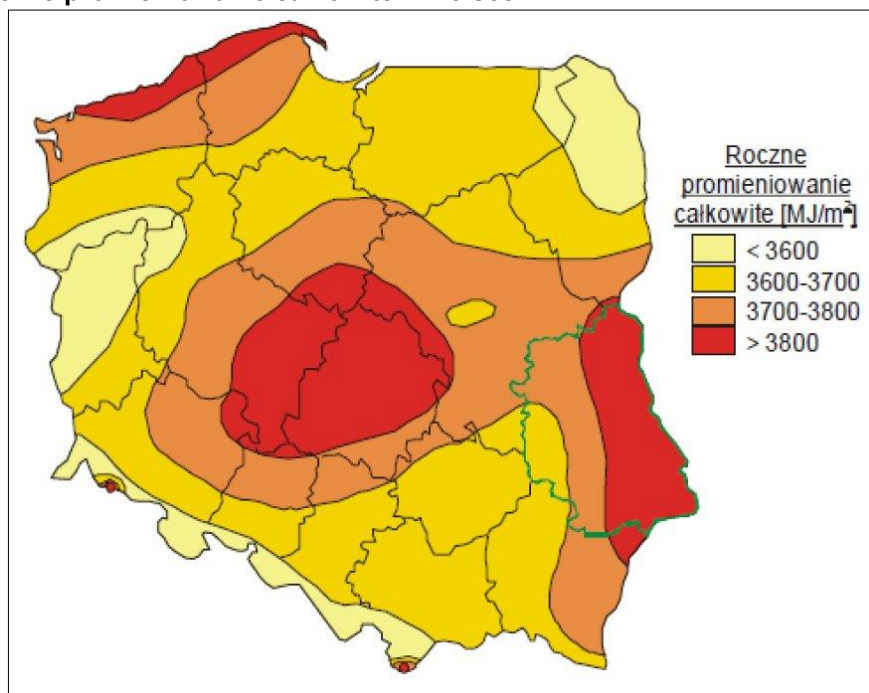 Roczne
promieniowanie
całkowite [MJ/m²]
< 3600
3600-3700
3700-3800
> 3800